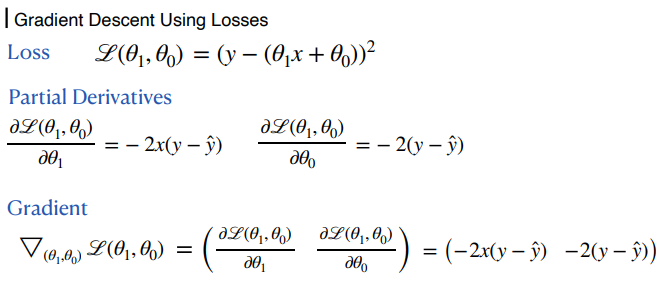 Gradient Descent Using Losses
Loss ℒ(θ₁, θ₀) = (y − (θ₁x + θ₀))²
Partial Derivatives
∂ℒ(θ₁, θ₀)/∂θ₁ = − 2x(y − ŷ) ∂ℒ(θ₁, θ₀)/∂θ₀ = − 2(y − ŷ)
Gradient
∇(θ₁,θ₀) ℒ(θ₁, θ₀) = (∂ℒ(θ₁, θ₀)/∂θ₁ ∂ℒ(θ₁, θ₀)/∂θ₀) = (−2x(y − ŷ) −2(y − ŷ))